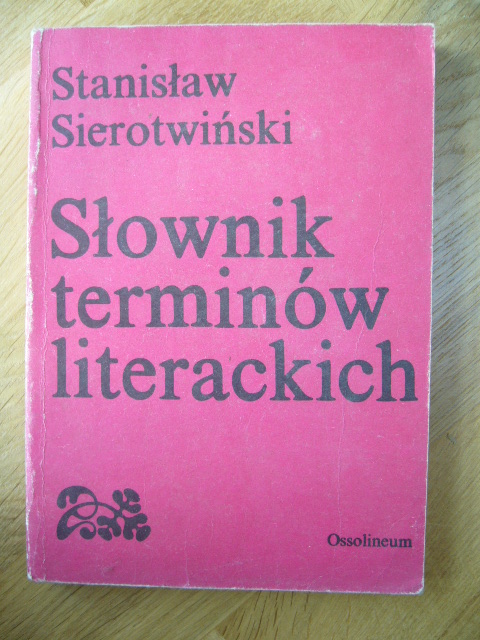 Stanisław
Sierotwiński
Słownik
terminów
literackich
Ossolineum